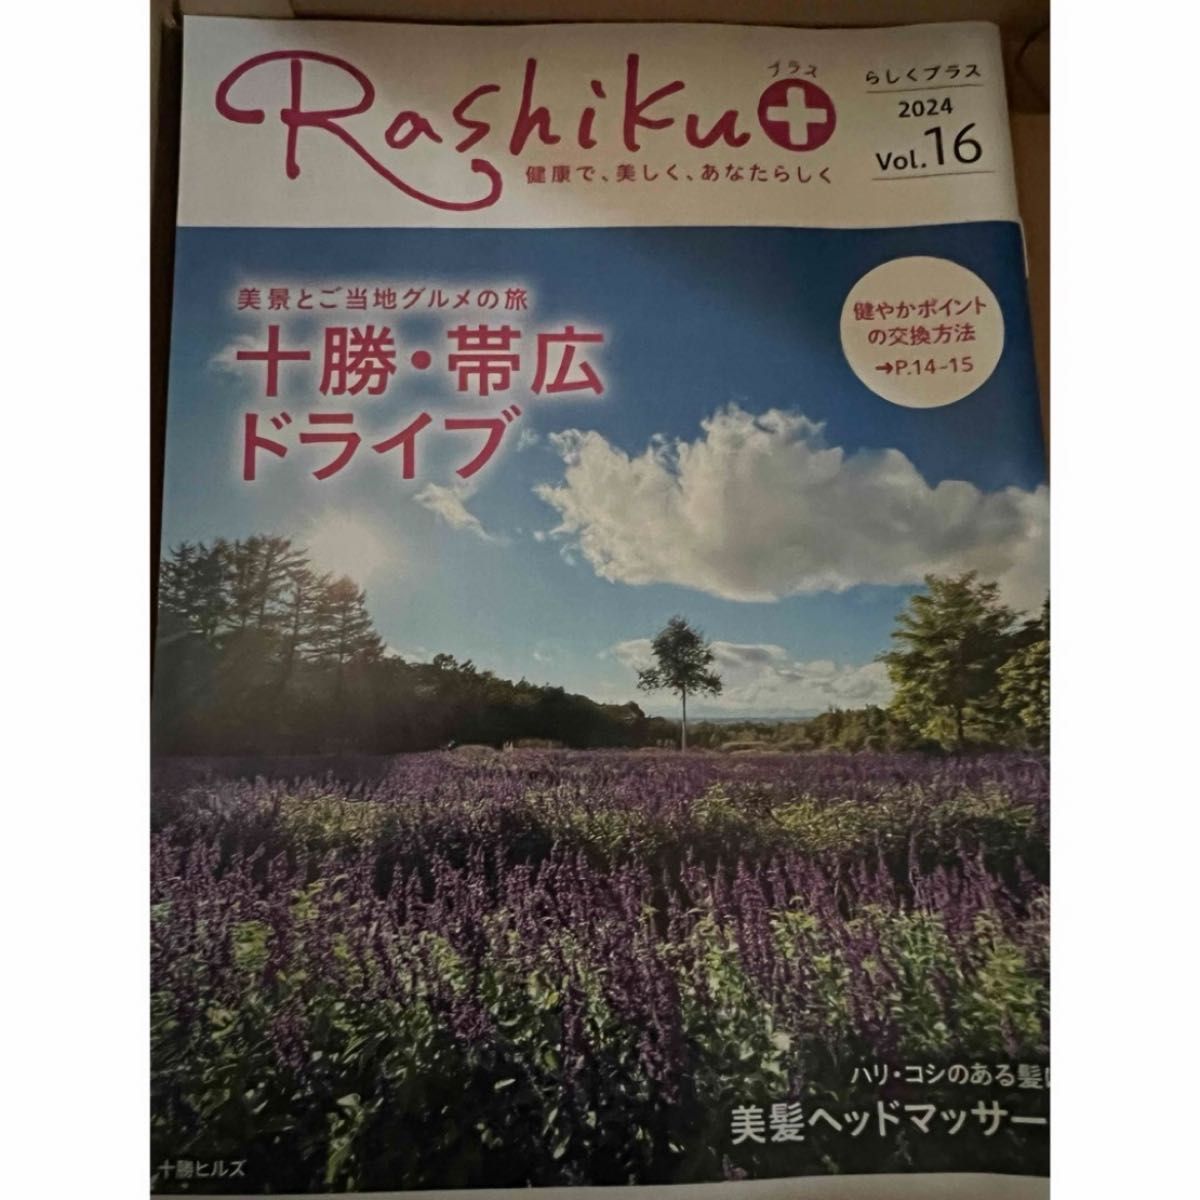 Rashiku
プラス
らしくプラス
2024
Vol.16
健康で、美しく、あなたらしく
美景とご当地グルメの旅
十勝・帯広
ドライブ
健やかポイント
の交換方法
→P.14-15
ハリ・コシのある髪に
美髪ヘッドマッサー
十勝ヒルズ